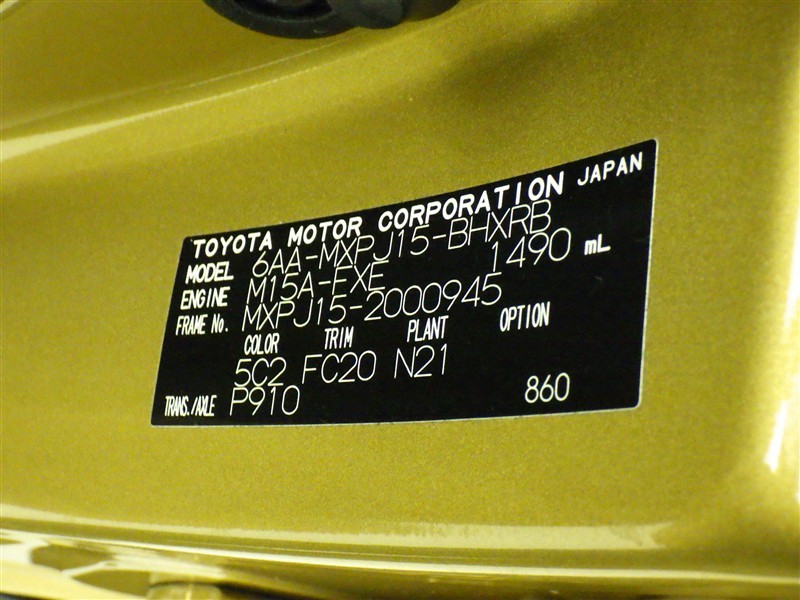 TOYOTA MOTOR CORPORATION JAPAN
MODEL 6AA-MXPJ15-BHXRB
ENGINE M15A-FXE 1490 mL
FRAME No. MXPJ15-2000945
COLOR TRIM PLANT OPTION
5C2 FC20 N21
TRANS./AXLE P910 860